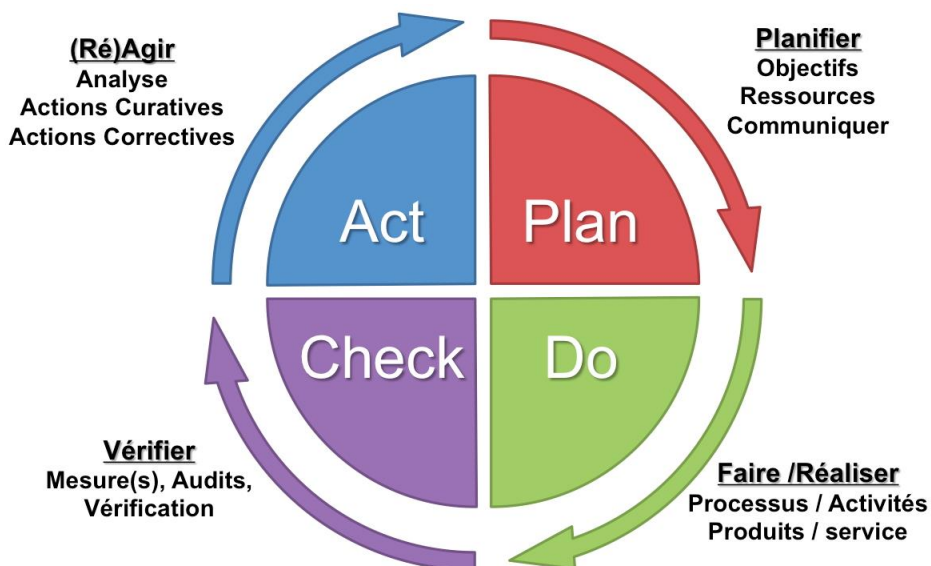 (Ré)Agir
Analyse
Actions Curatives
Actions Correctives
Planifier
Objectifs
Ressources
Communiquer
Act
Plan
Check
Do
Vérifier
Mesure(s), Audits,
Vérification
Faire /Réaliser
Processus / Activités
Produits / service